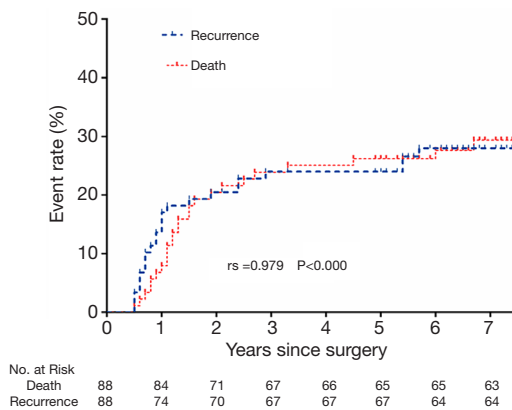 50
40
30
20
10
0
Event rate (%)
Recurrence
Death
rs =0.979 P<0.000
0 1 2 3 4 5 6 7
Years since surgery
No. at Risk
Death 88 84 71 67 66 65 65 63
Recurrence 88 74 70 67 67 67 64 64